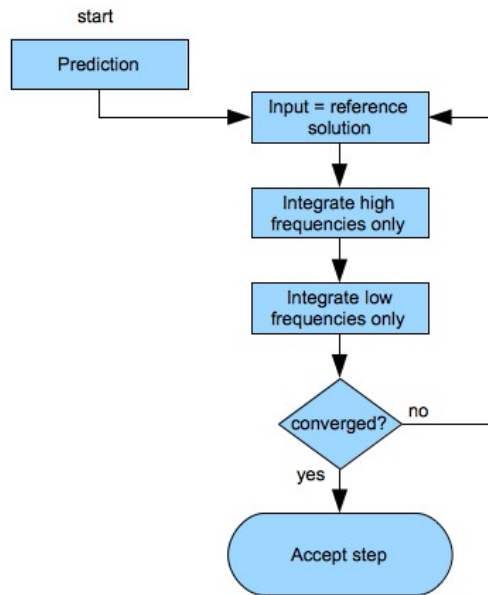 start
Prediction
Input = reference
solution
Integrate high
frequencies only
Integrate low
frequencies only
converged?
no
yes
Accept step